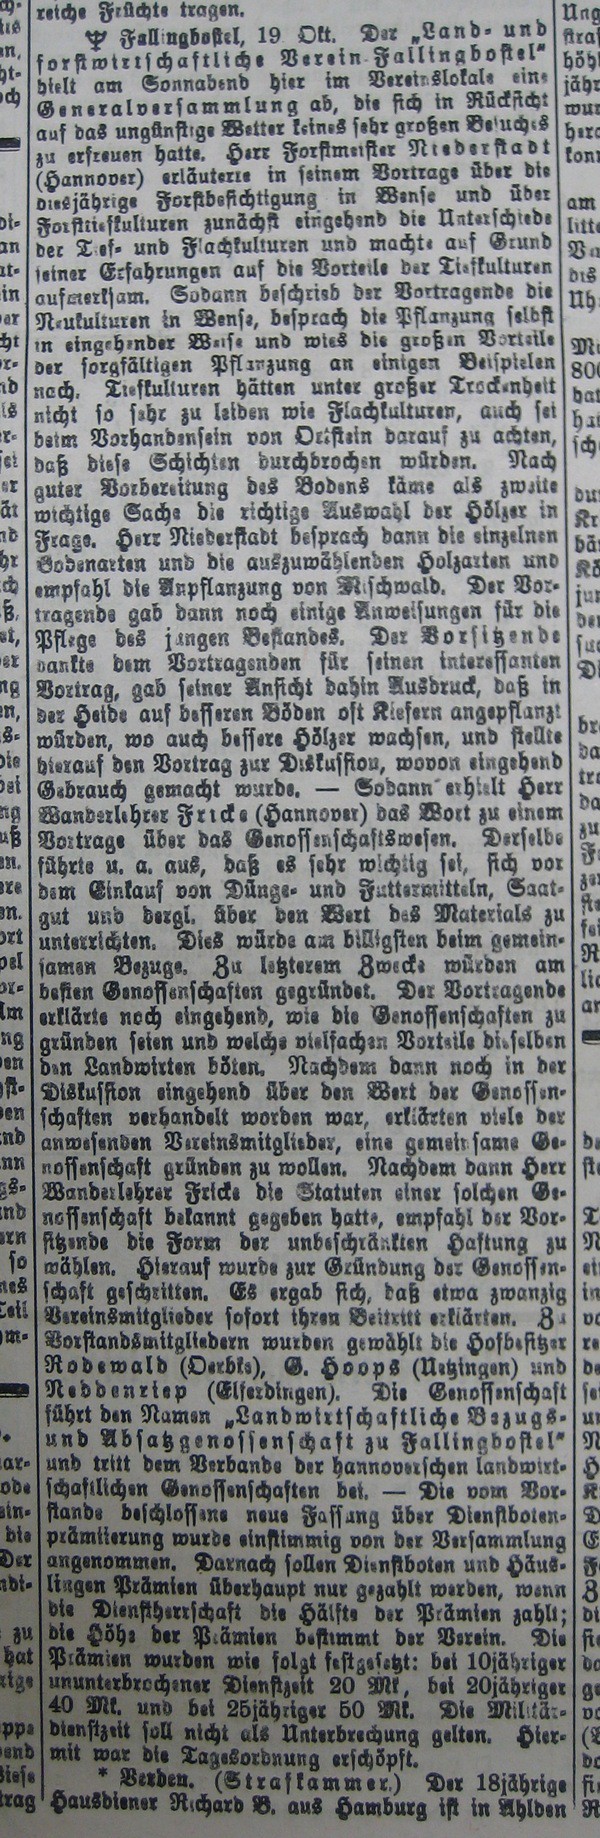 reiche Früchte tragen.
Fallingbostel, 19 Okt. Der „Land- und
forstwirtschaftliche Verein Fallingbostel“
hielt am Sonnabend hier im Vereinslokale eine
Generalversammlung ab, die sich in Rücksicht
auf das ungünstige Wetter keines sehr großen Besuches
zu erfreuen hatte. Herr Forstmeister Niederstadt
(Hannover) erläuterte in seinem Vortrage über die
diesjährige Forstbesichtigung in Wense und über
Forsttiefkulturen zunächst eingehend die Unterschiede
der Tief- und Flachkulturen und machte auf Grund
seiner Erfahrungen auf die Vorteile der Tiefkulturen
aufmerksam. Sodann beschrieb der Vortragende die
Neukulturen in Wense, besprach die Pflanzung selbst
in eingehender Weise und wies die großen Vorteile
der sorgfältigen Pflanzung an einigen Beispielen
nach. Tiefkulturen hätten unter großer Trockenheit
nicht so sehr zu leiden wie Flachkulturen, auch sei
beim Vorhandensein von Ortstein darauf zu achten,
daß diese Schichten durchbrochen würden. Nach
guter Vorbereitung des Bodens käme als zweite
wichtige Sache die richtige Auswahl der Hölzer in
Frage. Herr Niederstadt besprach dann die einzelnen
Bodenarten und die auszuwählenden Holzarten und
empfahl die Anpflanzung von Mischwald. Der Vor-
tragende gab dann noch einige Anweisungen für die
Pflege des jungen Bestandes. Der Vorsitzende
dankte dem Vortragenden für seinen interessanten
Vortrag, gab seiner Ansicht dahin Ausdruck, daß in
der Heide auf besseren Böden oft Kiefern angepflanzt
würden, wo auch bessere Hölzer wachsen, und stellte
hierauf den Vortrag zur Diskussion, wovon eingehend
Gebrauch gemacht wurde. — Sodann erhielt Herr
Wanderlehrer Fricke (Hannover) das Wort zu einem
Vortrage über das Genossenschaftswesen. Derselbe
führte u. a. aus, daß es sehr wichtig sei, sich vor
dem Einkauf von Dünge- und Futtermitteln, Saat-
gut und dergl. über den Wert des Materials zu
unterrichten. Dies würde am billigsten beim gemein-
samen Bezuge. Zu letzterem Zwecke würden am
besten Genossenschaften gegründet. Der Vortragende
erklärte noch eingehend, wie die Genossenschaften zu
gründen seien und welche vielfachen Vorteile dieselben
den Landwirten böten. Nachdem dann noch in der
Diskussion eingehend über den Wert der Genossen-
schaften verhandelt worden war, erklärten viele der
anwesenden Vereinsmitglieder, eine gemeinsame Ge-
nossenschaft gründen zu wollen. Nachdem dann Herr
Wanderlehrer Fricke die Statuten einer solchen Ge-
nossenschaft bekannt gegeben hatte, empfahl der Vor-
sitzende die Form der unbeschränkten Haftung zu
wählen. Hierauf wurde zur Gründung der Genossen-
schaft geschritten. Es ergab sich, daß etwa zwanzig
Vereinsmitglieder sofort ihren Beitritt erklärten. Zu
Vorstandsmitgliedern wurden gewählt die Hofbesitzer
Rodewald (Oerbke), G. Hoops (Uetzingen) und
Neddenriep (Elferdingen). Die Genossenschaft
führt den Namen „Landwirtschaftliche Bezugs-
und Absatzgenossenschaft zu Fallingbostel“
und tritt dem Verbande der hannoverschen landwirt-
schaftlichen Genossenschaften bei. — Die vom Vor-
stande beschlossene neue Fassung über Dienstboten-
prämiierung wurde einstimmig von der Versammlung
angenommen. Darnach sollen Dienstboten und Häus-
lingen Prämien überhaupt nur gezahlt werden, wenn
die Dienstherrschaft die Hälfte der Prämien zahlt;
die Höhe der Prämien bestimmt der Verein. Die
Prämien wurden wie folgt festgesetzt: bei 10jähriger
ununterbrochener Dienstzeit 20 Mk, bei 20jähriger
40 Mk. und bei 25jähriger 50 Mk. Die Militär-
dienstzeit soll nicht als Unterbrechung gelten. Hier-
mit war die Tagesordnung erschöpft.
* Verden. (Strafkammer.) Der 18jährige
Hausdiener Richard B. aus Hamburg ist in Ahlden